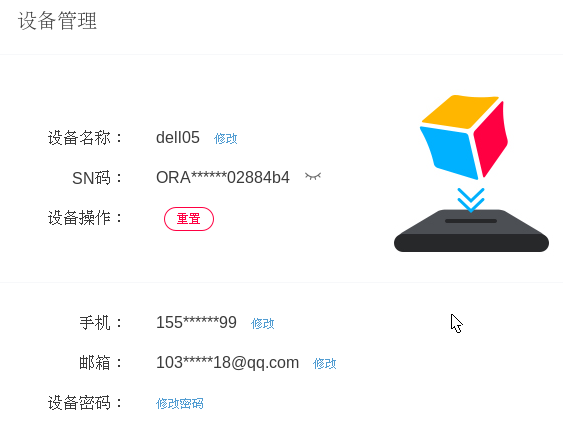 设备管理
设备名称： dell05 修改
SN码： ORA******02884b4
设备操作： 重置
手机： 155******99 修改
邮箱： 103*****18@qq.com 修改
设备密码： 修改密码